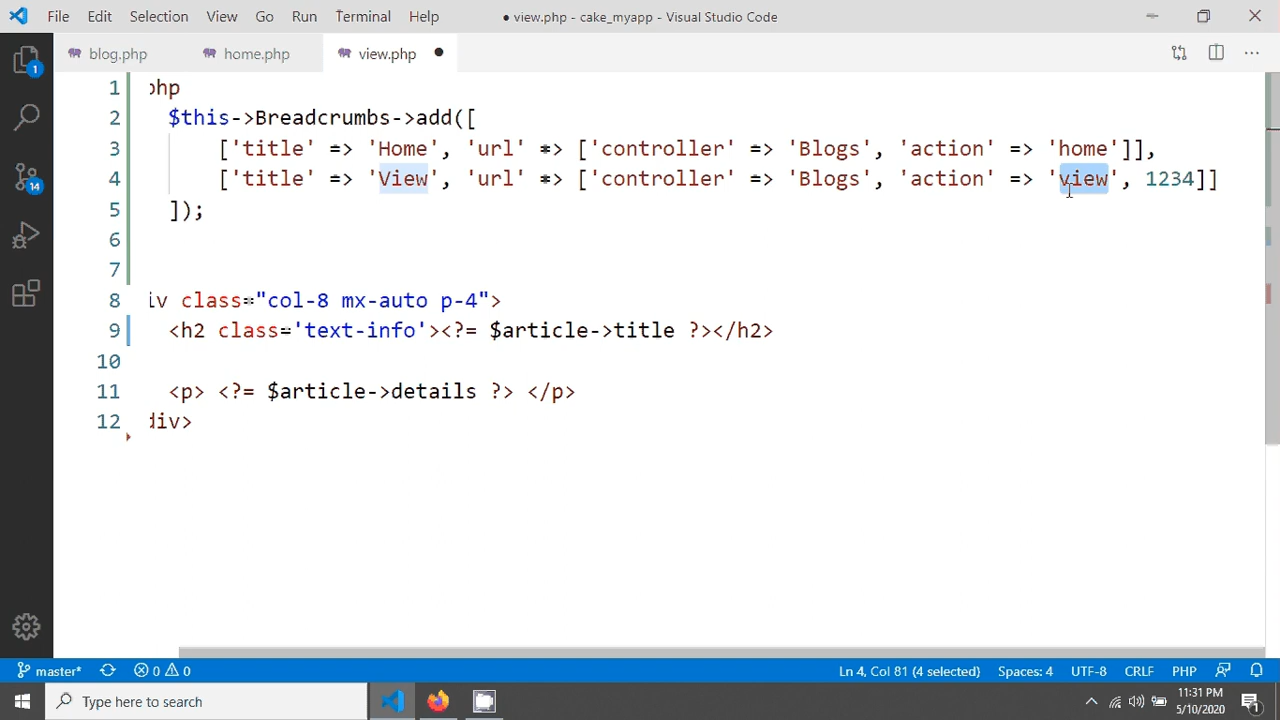 File Edit Selection View Go Run Terminal Help ● view.php - cake_myapp - Visual Studio Code
blog.php home.php view.php ●
1 php
2 $this->Breadcrumbs->add([
3 ['title' => 'Home', 'url' => ['controller' => 'Blogs', 'action' => 'home']],
4 ['title' => 'View', 'url' => ['controller' => 'Blogs', 'action' => 'view', 1234]]
5 ]);
6
7
8 iv class="col-8 mx-auto p-4">
9 <h2 class='text-info'><?= $article->title ?></h2>
10
11 <p> <?= $article->details ?> </p>
12 div>
1
14
master* 0 0 Ln 4, Col 81 (4 selected) Spaces: 4 UTF-8 CRLF PHP
Type here to search
11:31 PM
5/10/2020
1